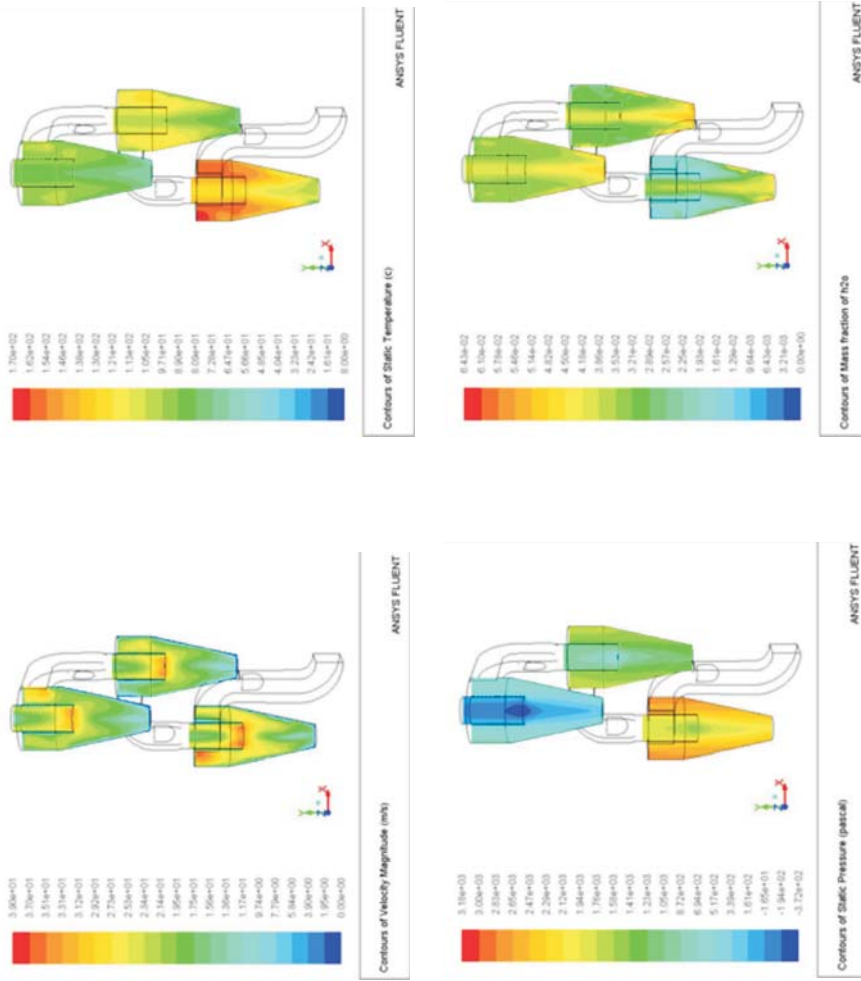 1.70e+02
1.62e+02
1.54e+02
1.46e+02
1.38e+02
1.30e+02
1.21e+02
1.13e+02
1.05e+02
9.71e+01
8.90e+01
8.09e+01
7.28e+01
6.47e+01
5.66e+01
4.85e+01
4.04e+01
3.23e+01
2.42e+01
1.61e+01
8.00e+00
Y
X
Contours of Static Temperature (c)
ANSYS FLUENT
6.43e-02
6.10e-02
5.78e-02
5.46e-02
5.14e-02
4.82e-02
4.50e-02
4.18e-02
3.86e-02
3.53e-02
3.21e-02
2.89e-02
2.57e-02
2.25e-02
1.93e-02
1.61e-02
1.29e-02
9.64e-03
6.43e-03
3.21e-03
0.00e+00
Y
X
Contours of Mass fraction of h2o
ANSYS FLUENT
3.90e+01
3.70e+01
3.51e+01
3.31e+01
3.12e+01
2.92e+01
2.73e+01
2.53e+01
2.34e+01
2.14e+01
1.95e+01
1.75e+01
1.56e+01
1.36e+01
1.17e+01
9.74e+00
7.79e+00
5.84e+00
3.90e+00
1.95e+00
0.00e+00
Y
X
Contours of Velocity Magnitude (m/s)
ANSYS FLUENT
3.18e+03
3.00e+03
2.83e+03
2.65e+03
2.47e+03
2.29e+03
2.12e+03
1.94e+03
1.76e+03
1.58e+03
1.41e+03
1.23e+03
1.05e+03
8.72e+02
6.94e+02
5.17e+02
3.39e+02
1.61e+02
-1.65e+01
-1.94e+02
-3.72e+02
Y
X
Contours of Static Pressure (pascal)
ANSYS FLUENT